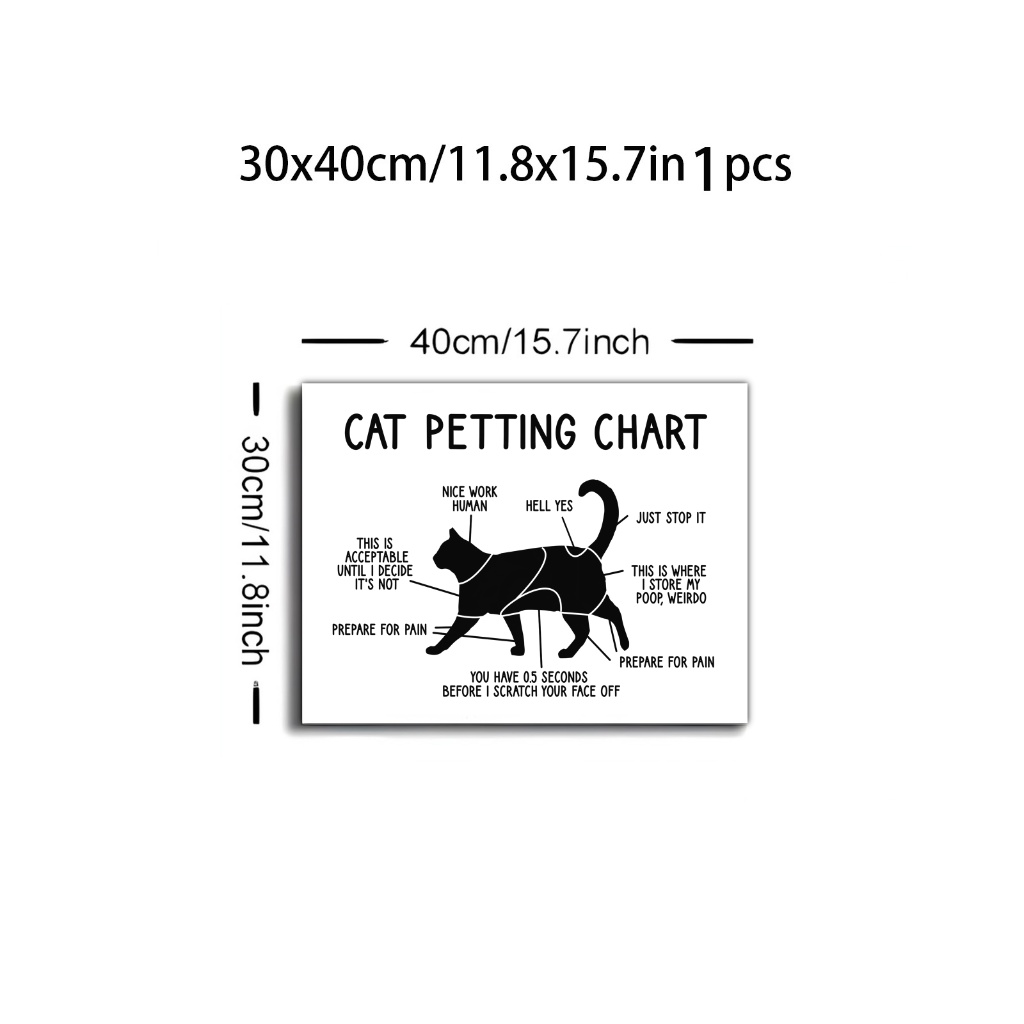 30x40cm/11.8x15.7in 1 pcs
40cm/15.7inch
30cm/11.8inch
CAT PETTING CHART
NICE WORK
HUMAN
HELL YES
JUST STOP IT
THIS IS
ACCEPTABLE
UNTIL I DECIDE
IT'S NOT
THIS IS WHERE
I STORE MY
POOP, WEIRDO
PREPARE FOR PAIN
PREPARE FOR PAIN
YOU HAVE 0.5 SECONDS
BEFORE I SCRATCH YOUR FACE OFF